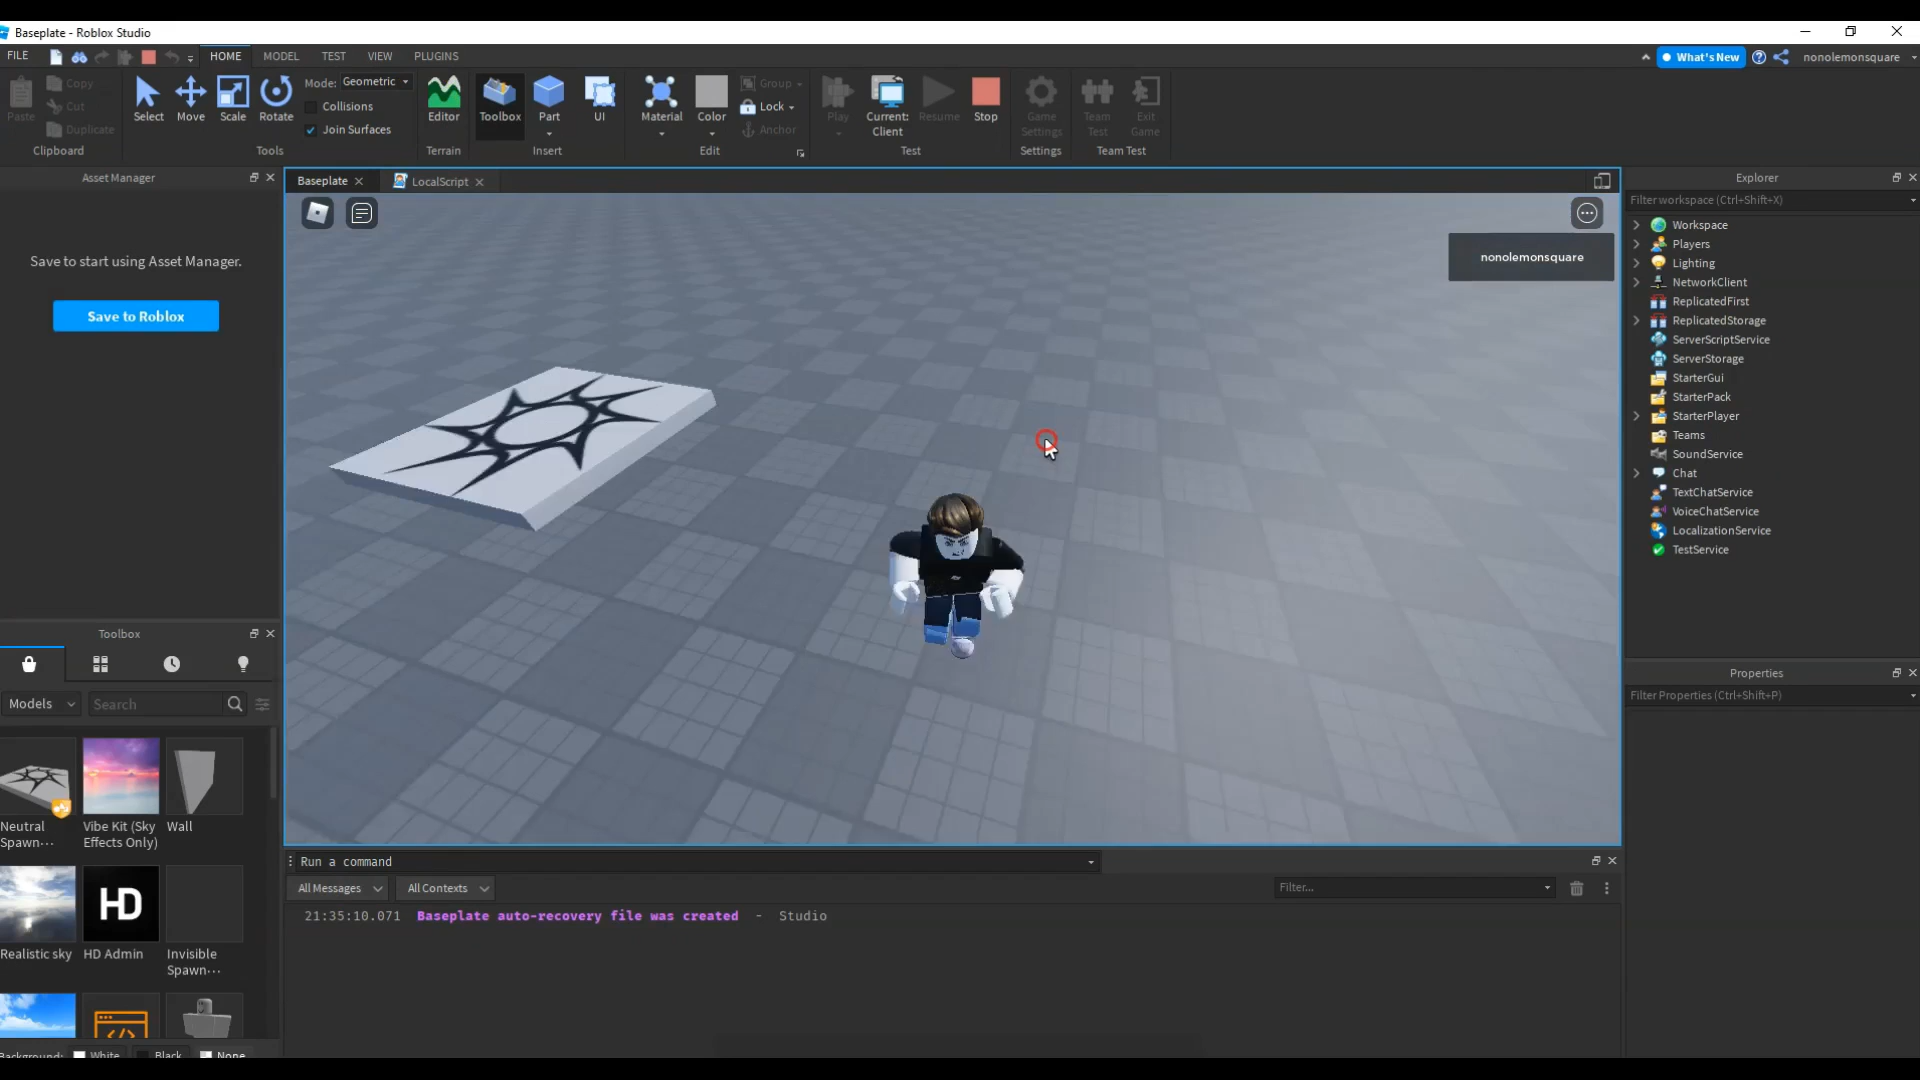 Baseplate - Roblox Studio
FILE HOME MODEL TEST VIEW PLUGINS What's New nonolemonsquare
Paste Copy Cut Duplicate
Clipboard
Select Move Scale Rotate
Mode: Geometric
Collisions
Join Surfaces
Tools
Editor
Terrain
Toolbox Part UI
Insert
Material Color
Group
Lock
Anchor
Edit
Play Current: Client Resume Stop
Test
Game Settings
Settings
Team Test Exit Game
Team Test
Asset Manager
Save to start using Asset Manager.
Save to Roblox
Baseplate LocalScript
nonolemonsquare
Explorer
Filter workspace (Ctrl+Shift+X)
Workspace
Players
Lighting
NetworkClient
ReplicatedFirst
ReplicatedStorage
ServerScriptService
ServerStorage
StarterGui
StarterPack
StarterPlayer
Teams
SoundService
Chat
TextChatService
VoiceChatService
LocalizationService
TestService
Toolbox
Models Search
Neutral Spawn···
Vibe Kit (Sky Effects Only)
Wall
Realistic sky
HD
HD Admin
Invisible Spawn···
White Black None
Properties
Filter Properties (Ctrl+Shift+P)
Run a command
All Messages All Contexts Filter...
21:35:10.071 Baseplate auto-recovery file was created - Studio